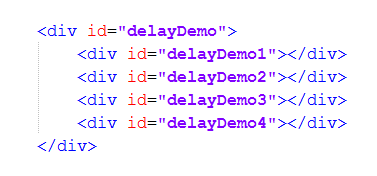 <div id="delayDemo">
    <div id="delayDemo1"></div>
    <div id="delayDemo2"></div>
    <div id="delayDemo3"></div>
    <div id="delayDemo4"></div>
</div>